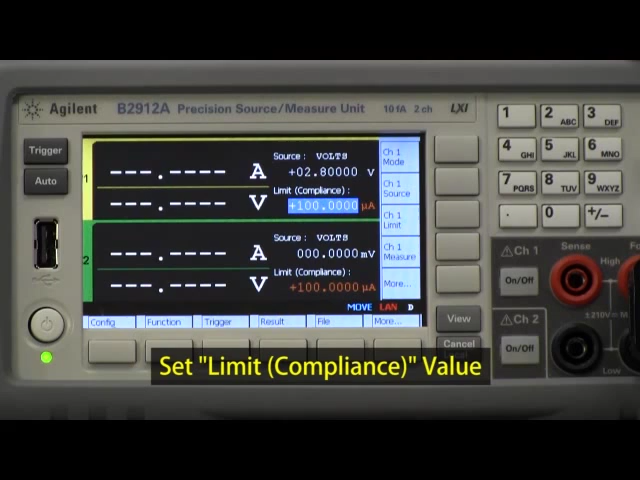 Agilent B2912A Precision Source/Measure Unit 10 fA 2 ch LXI
Trigger
Auto
1
---.---- A
---.---- V
Source : VOLTS
+02.80000 V
Limit (Compliance) :
+100.0000 µA
2
---.---- A
---.---- V
Source : VOLTS
000.0000 mV
Limit (Compliance) :
+100.0000 µA
MOVE LAN D
Ch 1
Mode
Ch 1
Source
Ch 1
Limit
Ch 1
Measure
More...
Config Function Trigger Result File More...
View
Cancel
1 2 ABC 3 DEF
4 GHI 5 JKL 6 MNO
7 PQRS 8 TUV 9 WXYZ
. 0 +/-
Ch 1
On/Off
Ch 2
On/Off
Sense
High
±210V
Low
Set "Limit (Compliance)" Value